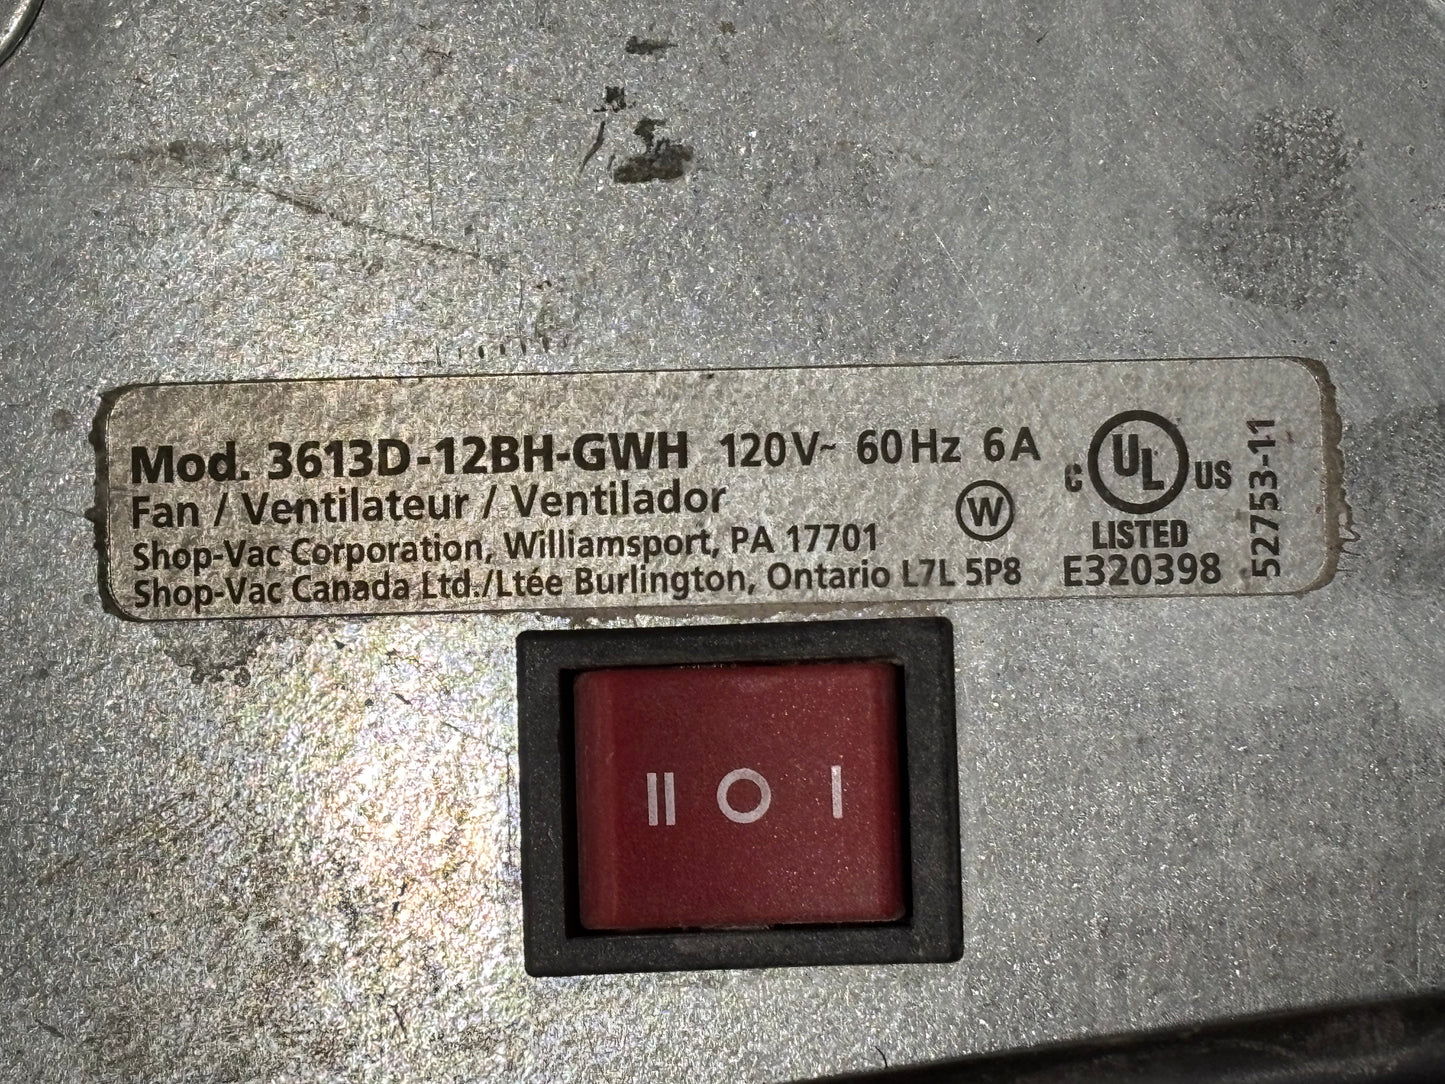 Mod. 3613D-12BH-GWH 120V~ 60Hz 6A
Fan / Ventilateur / Ventilador
Shop-Vac Corporation, Williamsport, PA 17701
Shop-Vac Canada Ltd./Ltée Burlington, Ontario L7L 5P8
W
C UL US
LISTED
E320398
52753-11
II O I